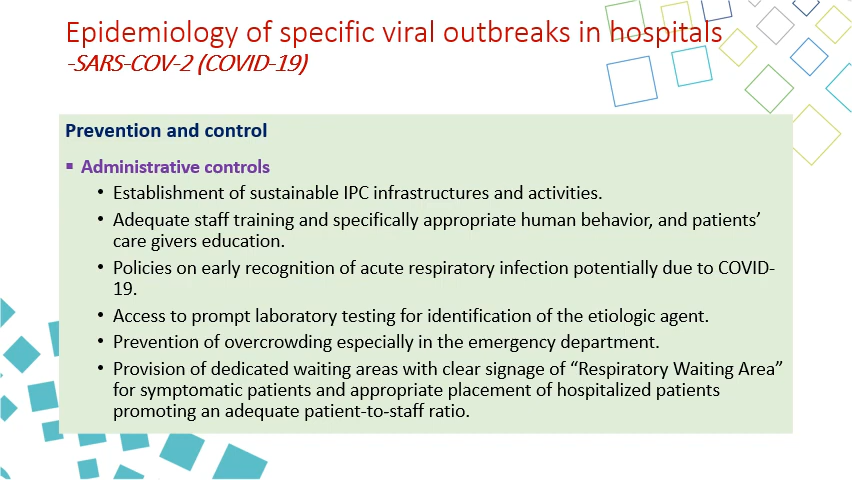 Epidemiology of specific viral outbreaks in hospitals
-SARS-COV-2 (COVID-19)
Prevention and control
▪ Administrative controls
• Establishment of sustainable IPC infrastructures and activities.
• Adequate staff training and specifically appropriate human behavior, and patients’
care givers education.
• Policies on early recognition of acute respiratory infection potentially due to COVID-
19.
• Access to prompt laboratory testing for identification of the etiologic agent.
• Prevention of overcrowding especially in the emergency department.
• Provision of dedicated waiting areas with clear signage of “Respiratory Waiting Area”
for symptomatic patients and appropriate placement of hospitalized patients
promoting an adequate patient-to-staff ratio.